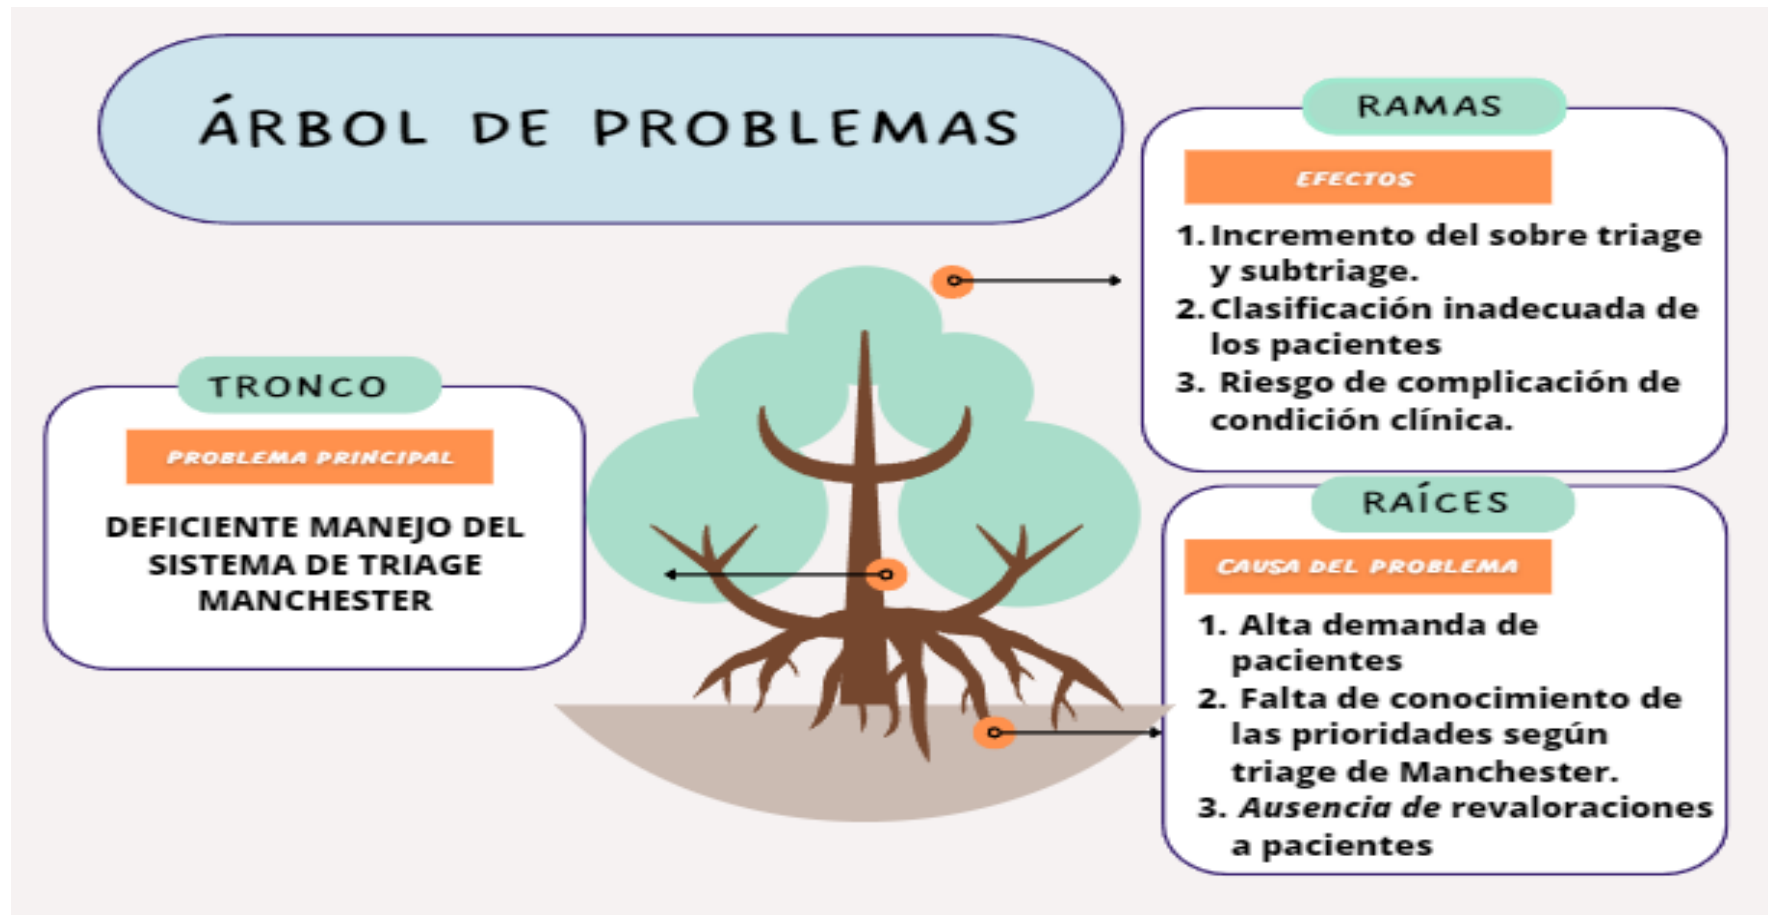 ÁRBOL DE PROBLEMAS
TRONCO
PROBLEMA PRINCIPAL
DEFICIENTE MANEJO DEL
SISTEMA DE TRIAGE
MANCHESTER
RAMAS
EFECTOS
1. Incremento del sobre triage
y subtriage.
2. Clasificación inadecuada de
los pacientes
3. Riesgo de complicación de
condición clínica.
RAÍCES
CAUSA DEL PROBLEMA
1. Alta demanda de
pacientes
2. Falta de conocimiento de
las prioridades según
triage de Manchester.
3. Ausencia de revaloraciones
a pacientes